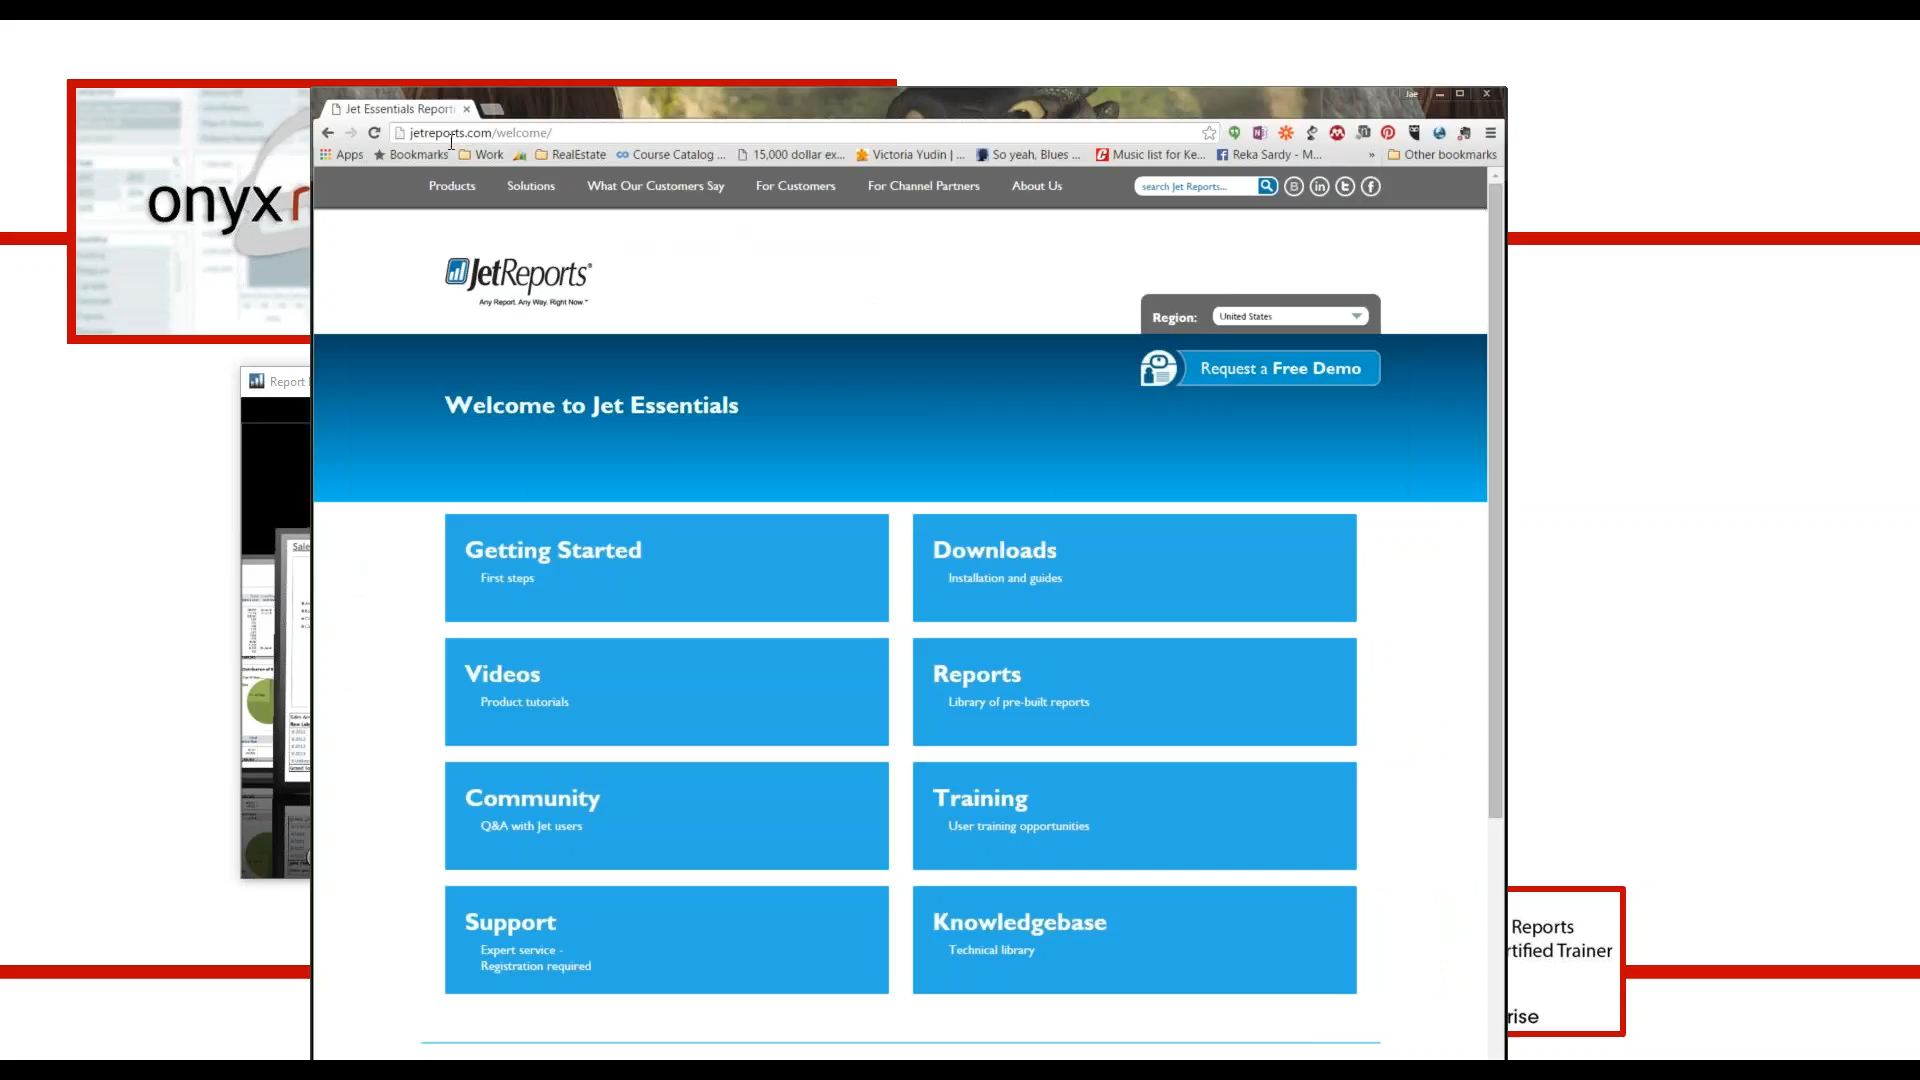 Jet Essentials Report
Jae
jetreports.com/welcome/
Apps
Bookmarks
Work
RealEstate
Course Catalog ...
15,000 dollar ex...
Victoria Yudin | ...
So yeah, Blues ...
Music list for Ke...
Reka Sardy - M...
»
Other bookmarks
Products
Solutions
What Our Customers Say
For Customers
For Channel Partners
About Us
search Jet Reports...
onyx
JetReports®
Any Report. Any Way. Right Now.™
Region:
United States
Request a Free Demo
Report
Welcome to Jet Essentials
Getting Started
First steps
Downloads
Installation and guides
Videos
Product tutorials
Reports
Library of pre-built reports
Community
Q&A with Jet users
Training
User training opportunities
Support
Expert service -
Registration required
Knowledgebase
Technical library
Reports
rtified Trainer
rise